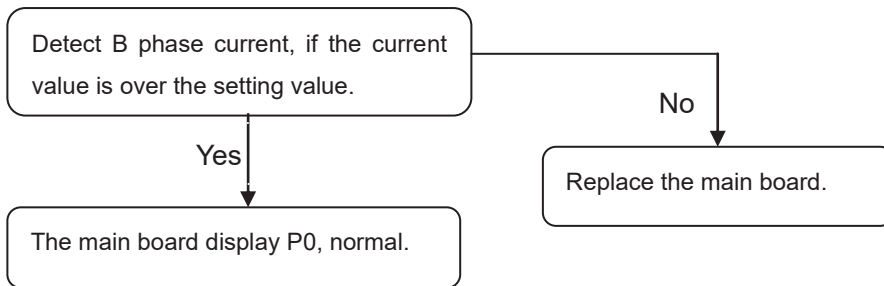 Detect B phase current, if the current
value is over the setting value.
No
Yes
Replace the main board.
The main board display P0, normal.